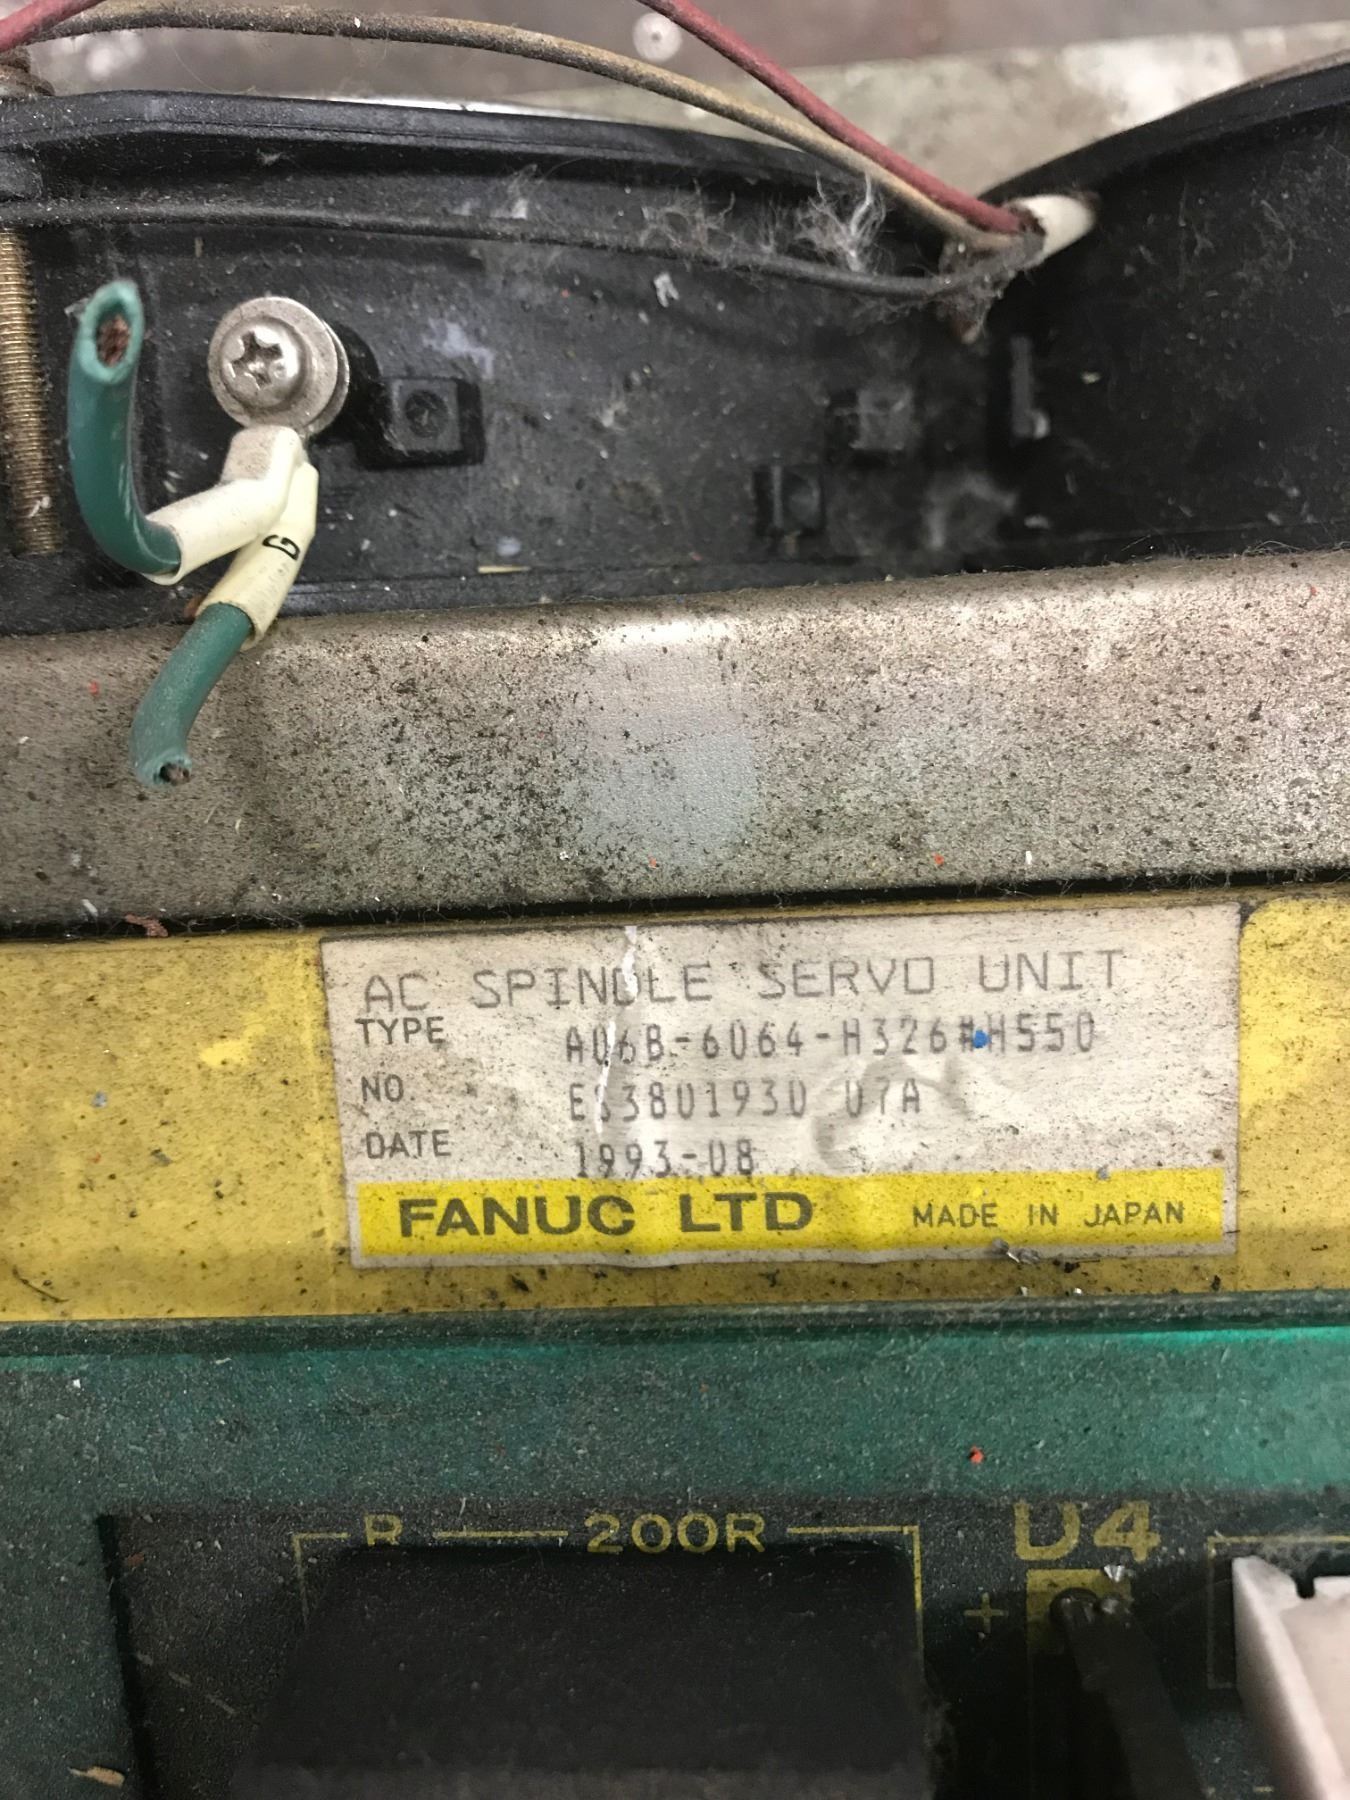 G
AC SPINDLE SERVO UNIT
TYPE A06B-6064-H326#H550
NO. 07A
DATE 1993-08
FANUC LTD MADE IN JAPAN
R 200R
U4
+